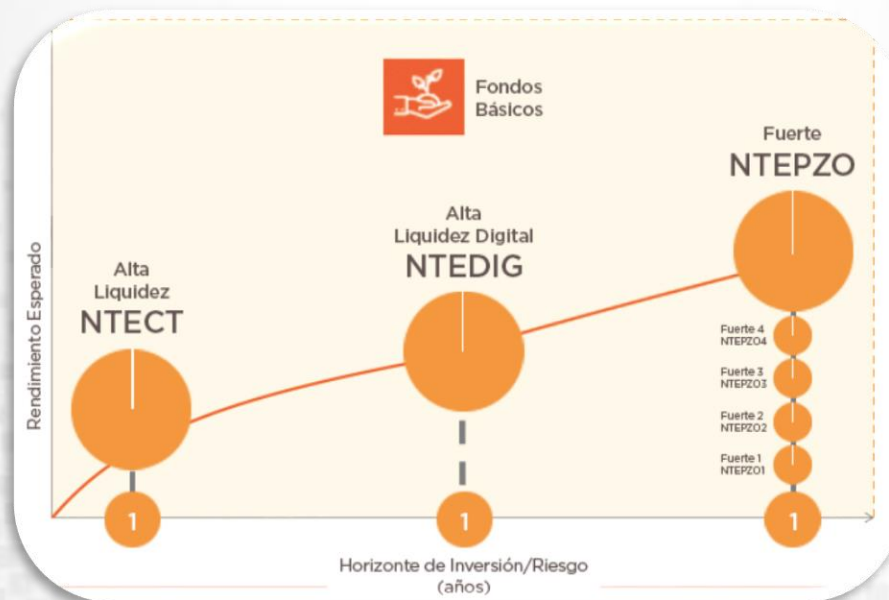 Fondos
Básicos
Fuerte
NTEPZO
Alta
Liquidez Digital
NTEDIG
Alta
Liquidez
NTECT
Rendimiento Esperado
Fuerte 4
NTEPZO4
Fuerte 3
NTEPZO3
Fuerte 2
NTEPZO2
Fuerte 1
NTEPZO1
1
1
1
Horizonte de Inversión/Riesgo
(años)